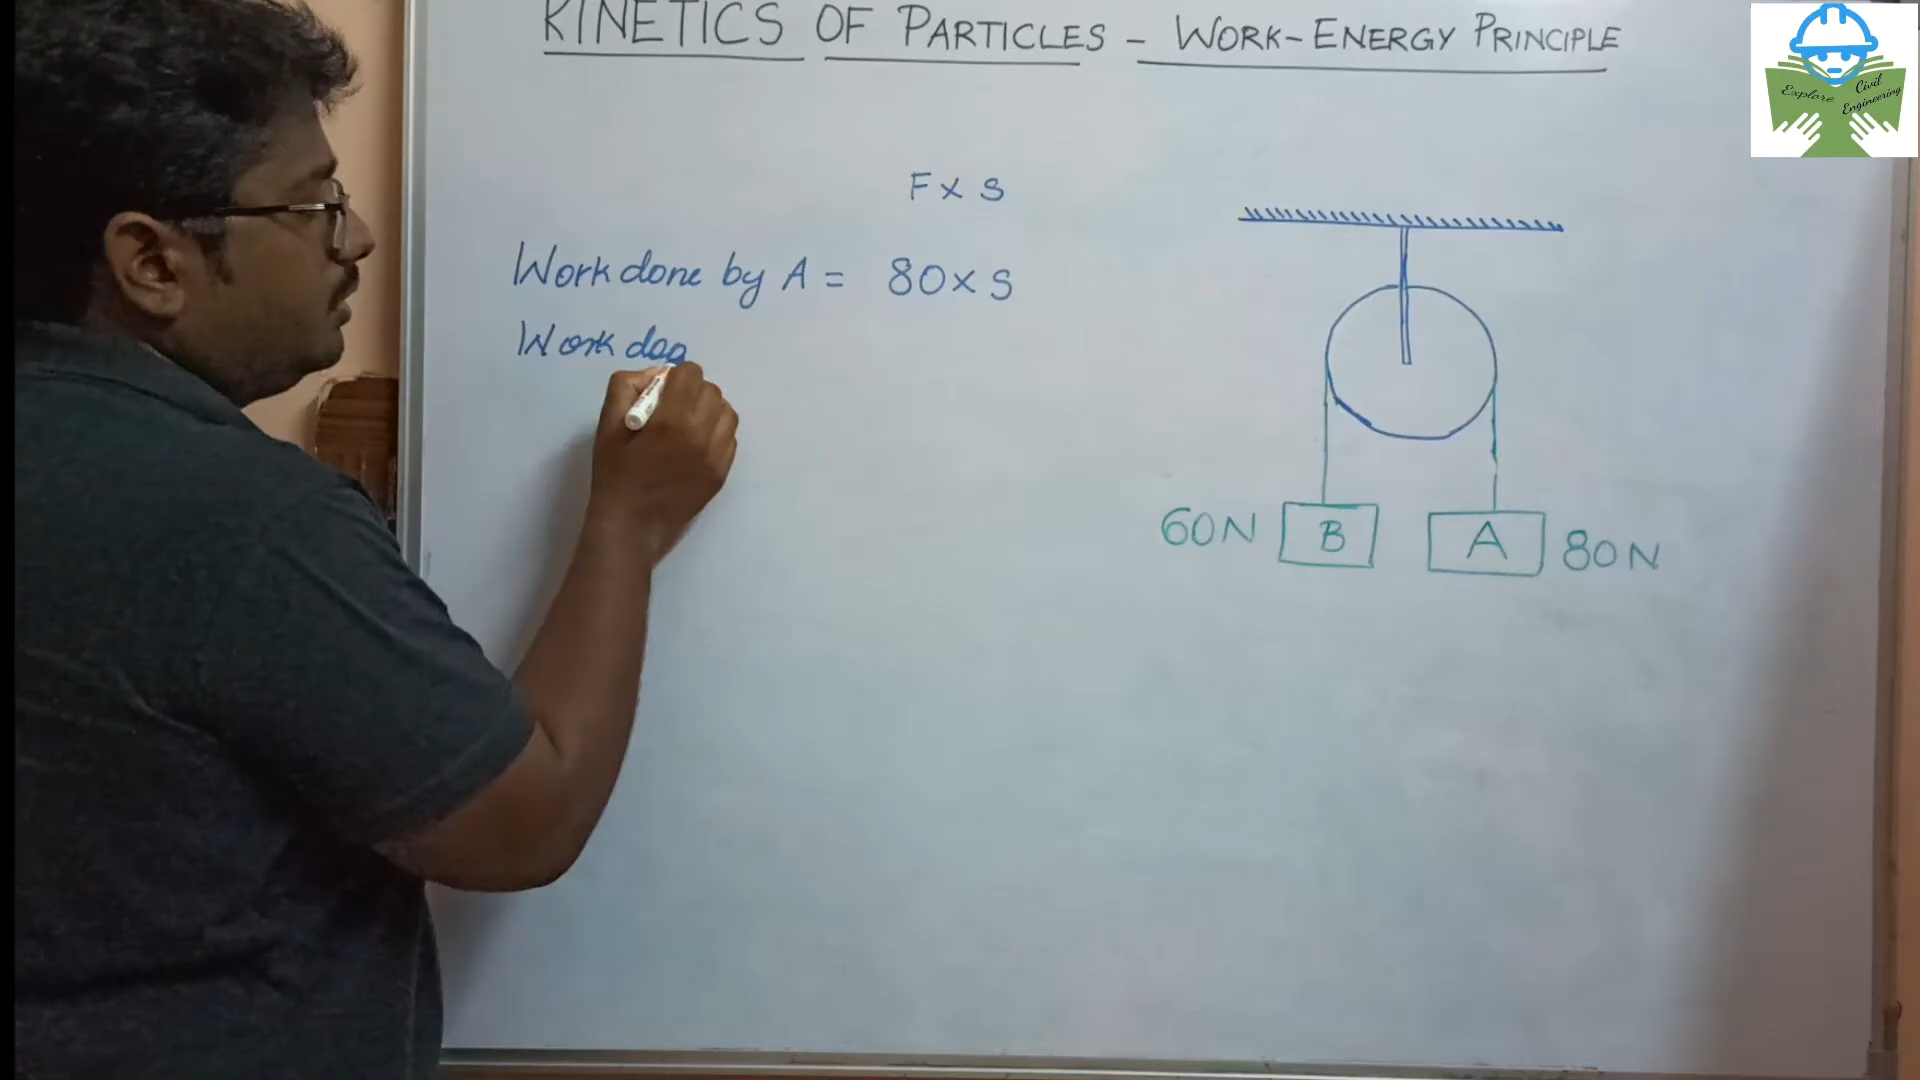 KINETICS OF PARTICLES - WORK-ENERGY PRINCIPLE
Explore Civil Engineering
F x S
Work done by A = 80 x S
Work
60N B A 80N